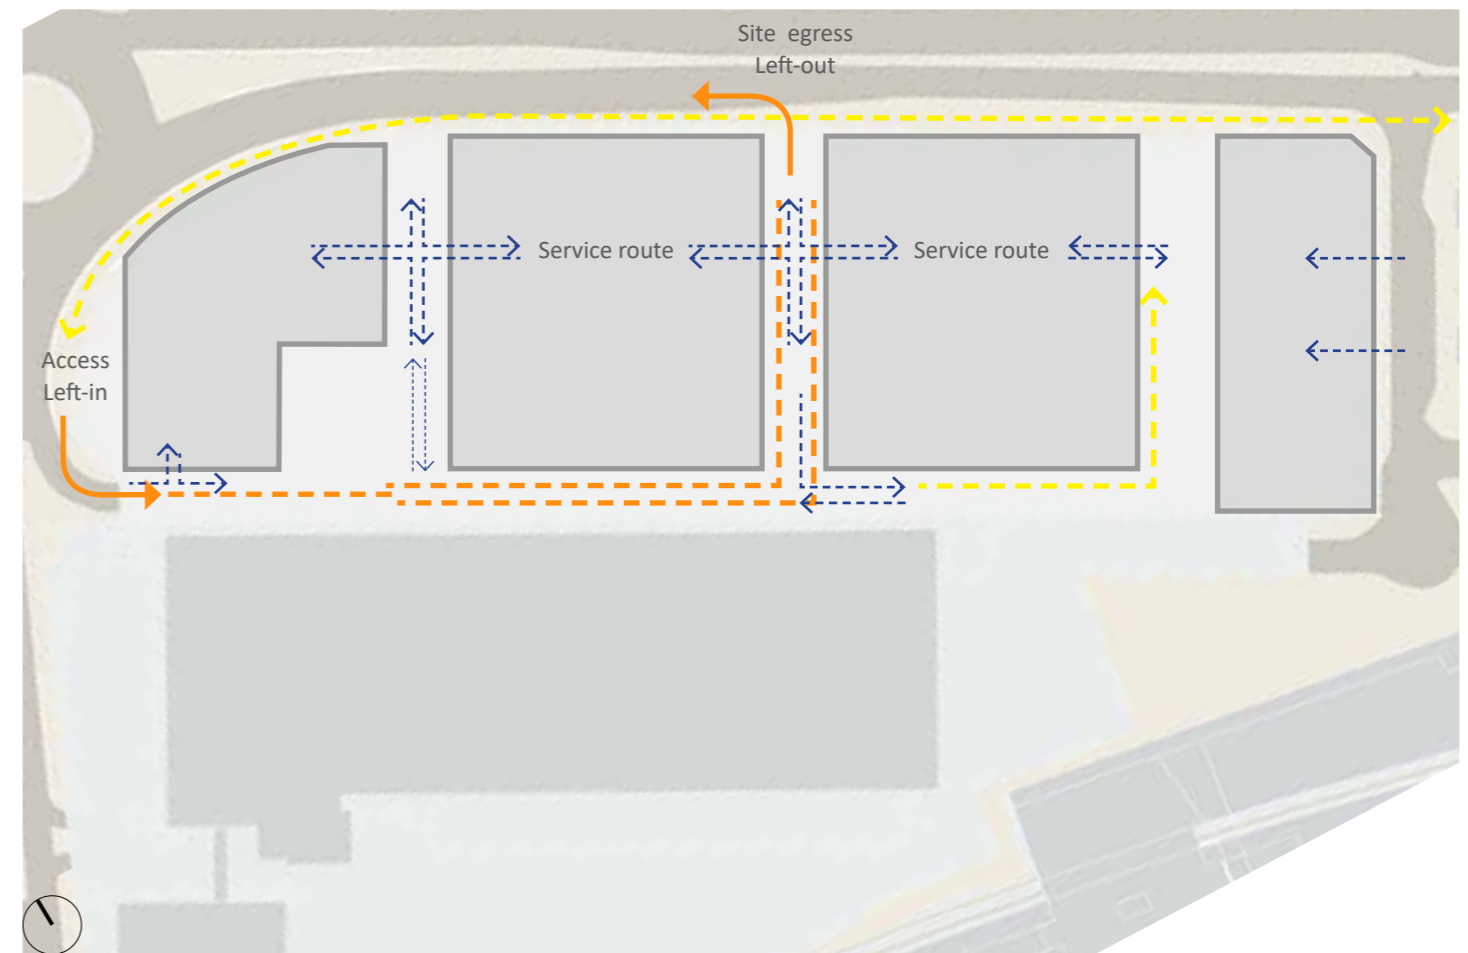 Site egress
Left-out
Service route
Service route
Access
Left-in